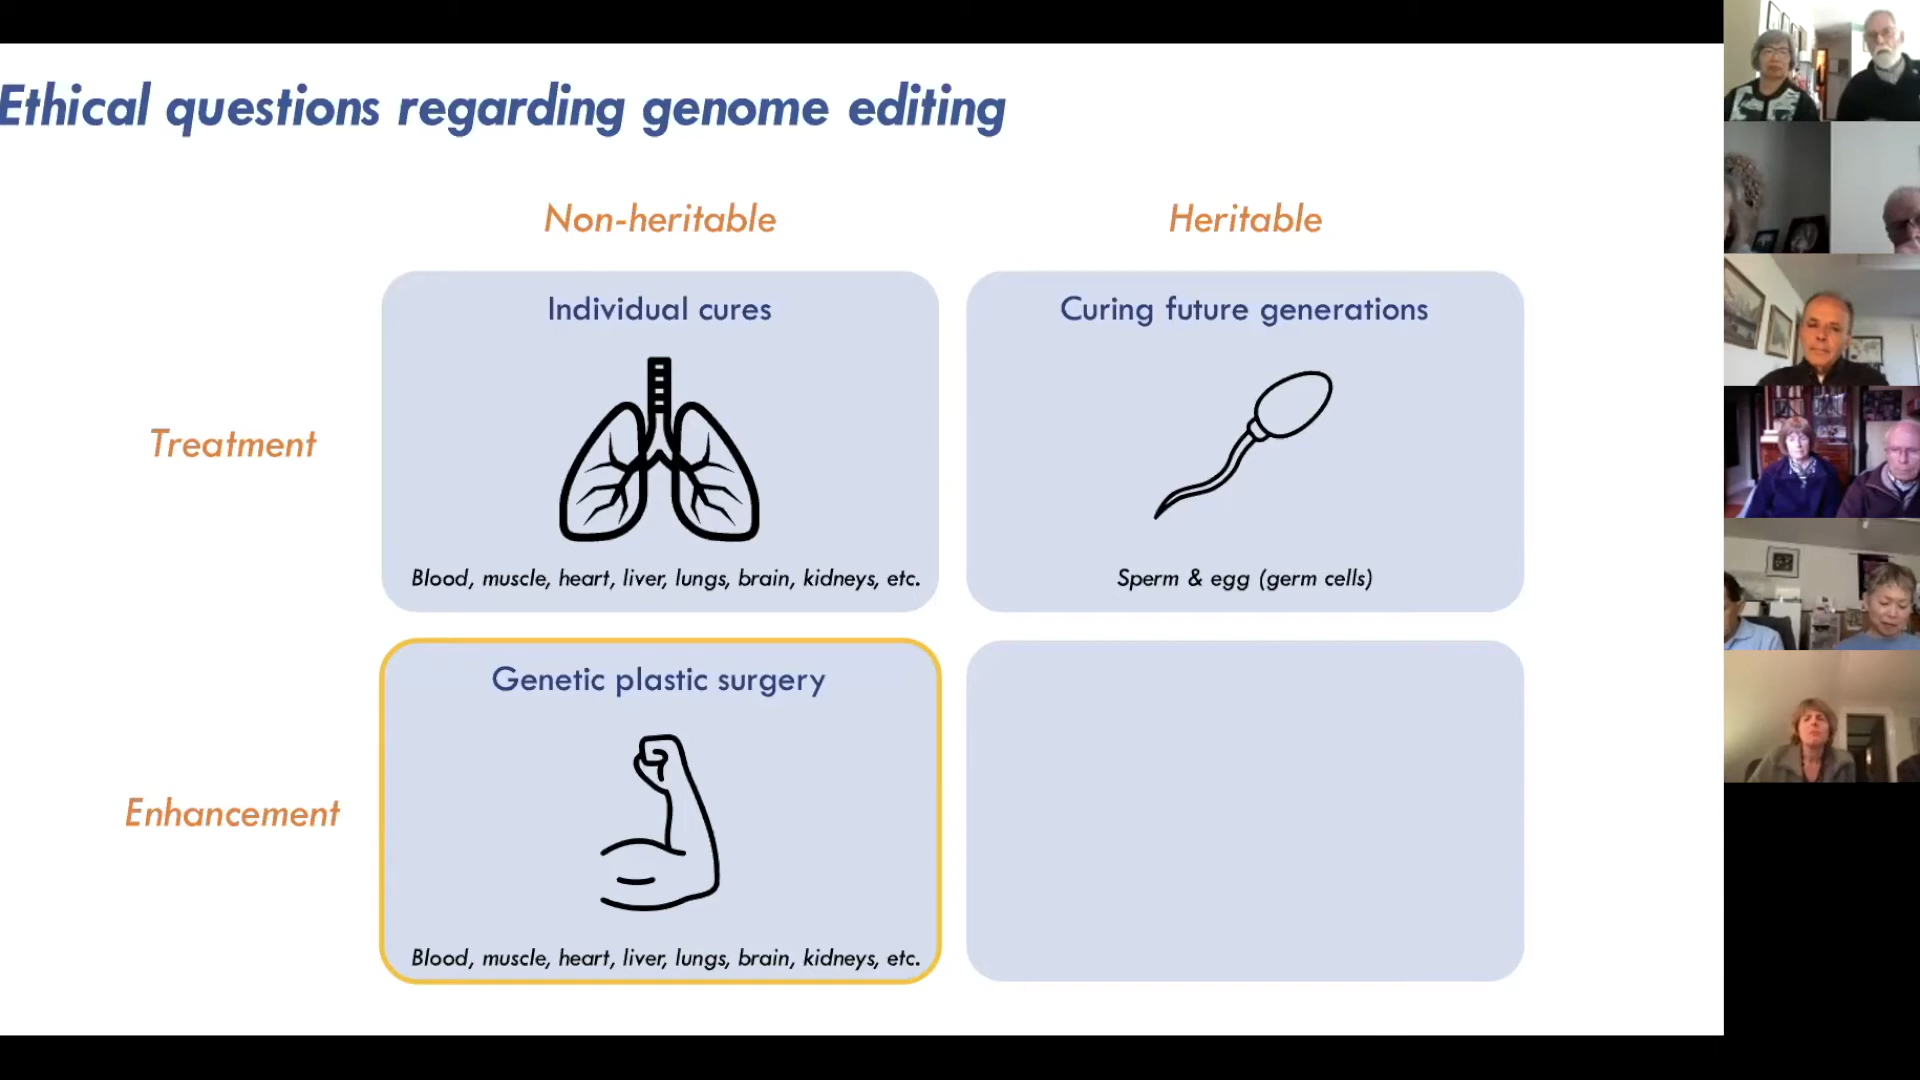 Ethical questions regarding genome editing
Non-heritable
Heritable
Individual cures
Curing future generations
Treatment
Blood, muscle, heart, liver, lungs, brain, kidneys, etc.
Sperm & egg (germ cells)
Genetic plastic surgery
Enhancement
Blood, muscle, heart, liver, lungs, brain, kidneys, etc.